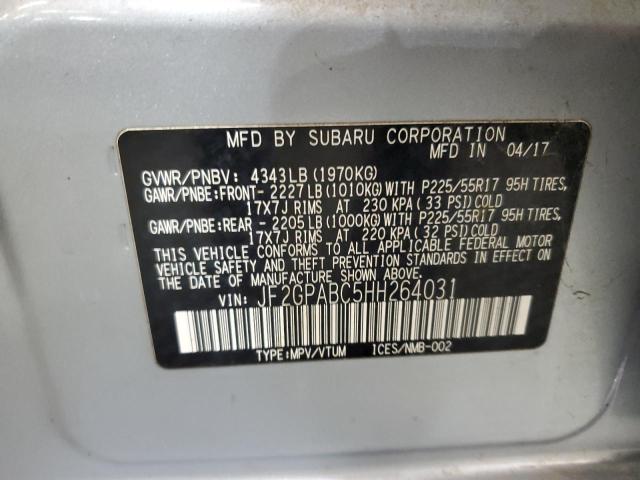 MFD BY SUBARU CORPORATION
MFD IN 04/17
GVWR/PNBV: 4343LB(1970KG)
GAWR/PNBE:FRONT-2227LB(1010KG)WITH P225/55R17 95H TIRES,
17X7J RIMS AT 230 KPA(33 PSI)COLD
GAWR/PNBE:REAR -2205LB(1000KG)WITH P225/55R17 95H TIRES,
17X7J RIMS AT 220 KPA(32 PSI)COLD
THIS VEHICLE CONFORMS TO ALL APPLICABLE FEDERAL MOTOR
VEHICLE SAFETY AND THEFT PREVENTION STANDARDS IN EFFECT ON
THE DATE OF MANUFACTURE SHOWN ABOVE.
VIN: JF2GPABC5HH264031
TYPE:MPV/VTUM ICES/NMB-002